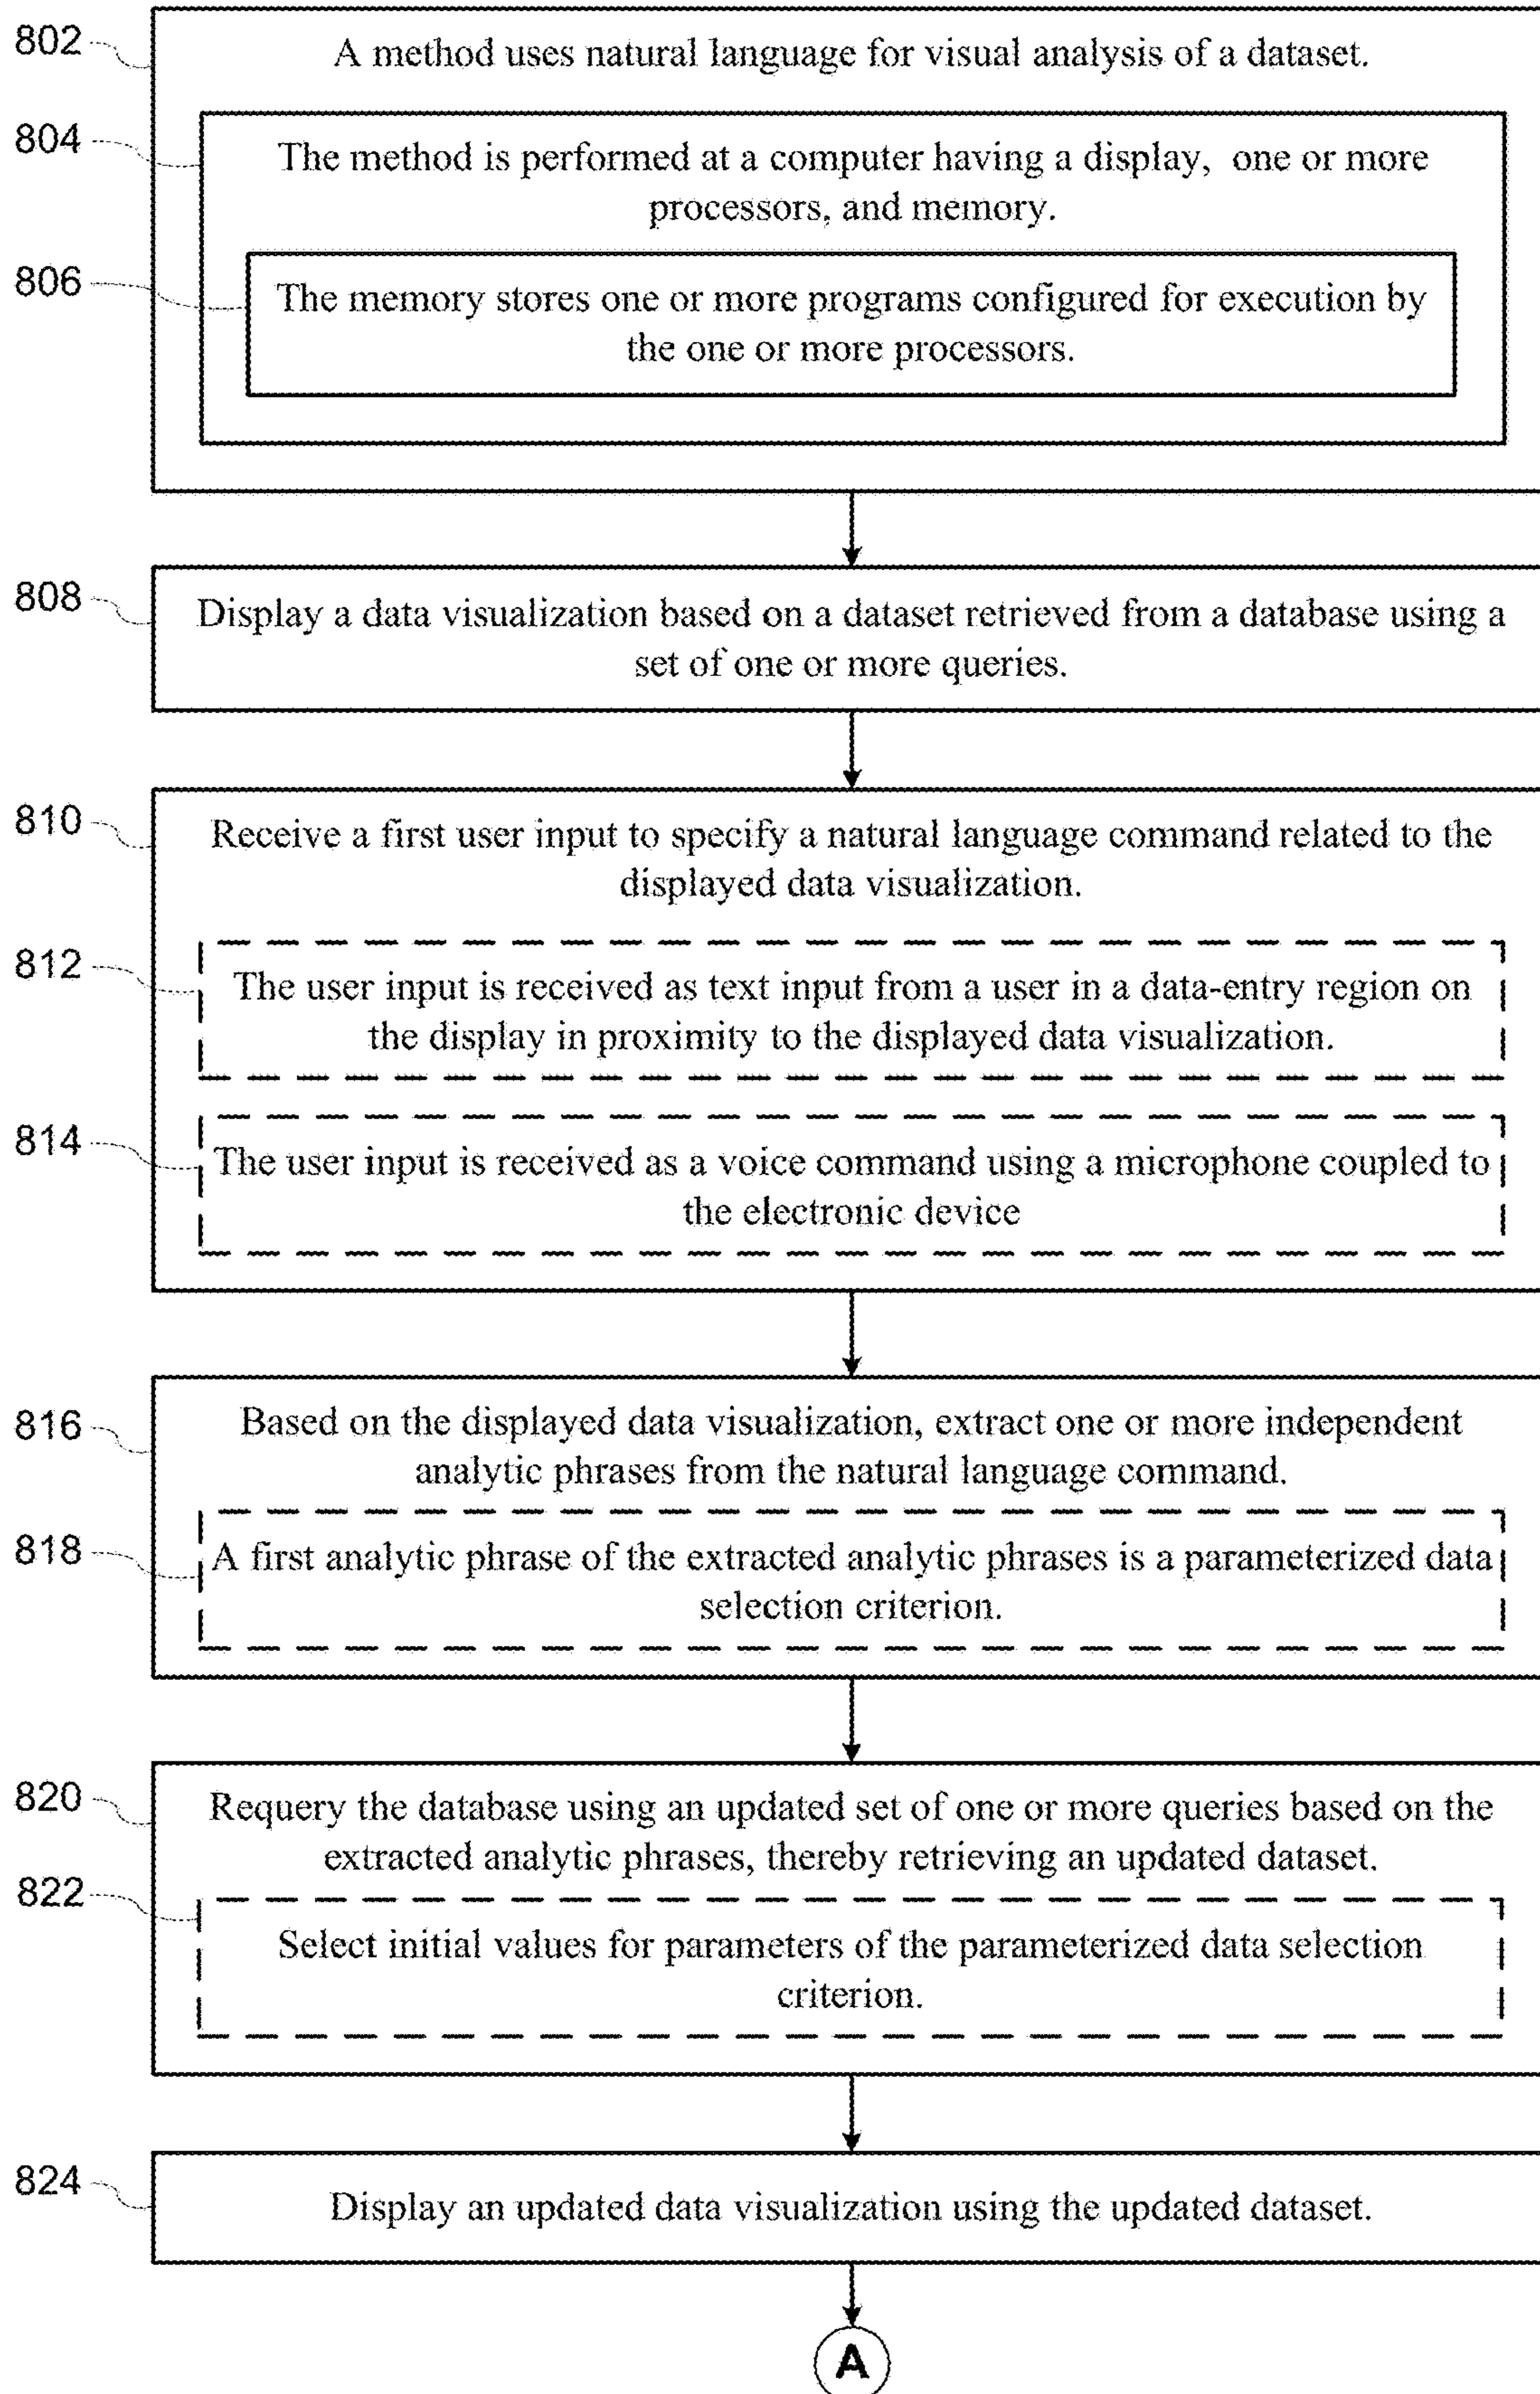 802
A method uses natural language for visual analysis of a dataset.
804
The method is performed at a computer having a display, one or more
processors, and memory.
806
The memory stores one or more programs configured for execution by
the one or more processors.
808
Display a data visualization based on a dataset retrieved from a database using a
set of one or more queries.
810
Receive a first user input to specify a natural language command related to the
displayed data visualization.
812
The user input is received as text input from a user in a data-entry region on
the display in proximity to the displayed data visualization.
814
The user input is received as a voice command using a microphone coupled to
the electronic device
816
Based on the displayed data visualization, extract one or more independent
analytic phrases from the natural language command.
818
A first analytic phrase of the extracted analytic phrases is a parameterized data
selection criterion.
820
Requery the database using an updated set of one or more queries based on the
extracted analytic phrases, thereby retrieving an updated dataset.
822
Select initial values for parameters of the parameterized data selection
criterion.
824
Display an updated data visualization using the updated dataset.
A